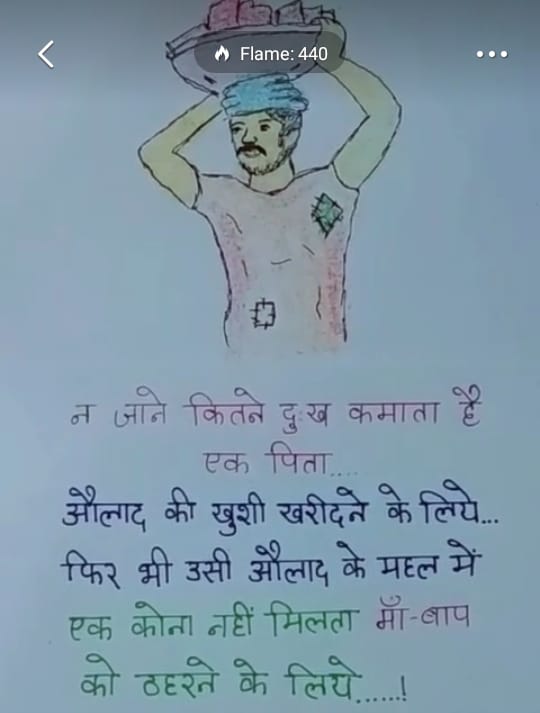 Flame: 440
न जाने कितने दुःख कमाता है
एक पिता....
औलाद की खुशी खरीदने के लिये...
फिर भी उसी औलाद के महल में
एक कोना नहीं मिलता माँ-बाप
को ठहरने के लिये......!